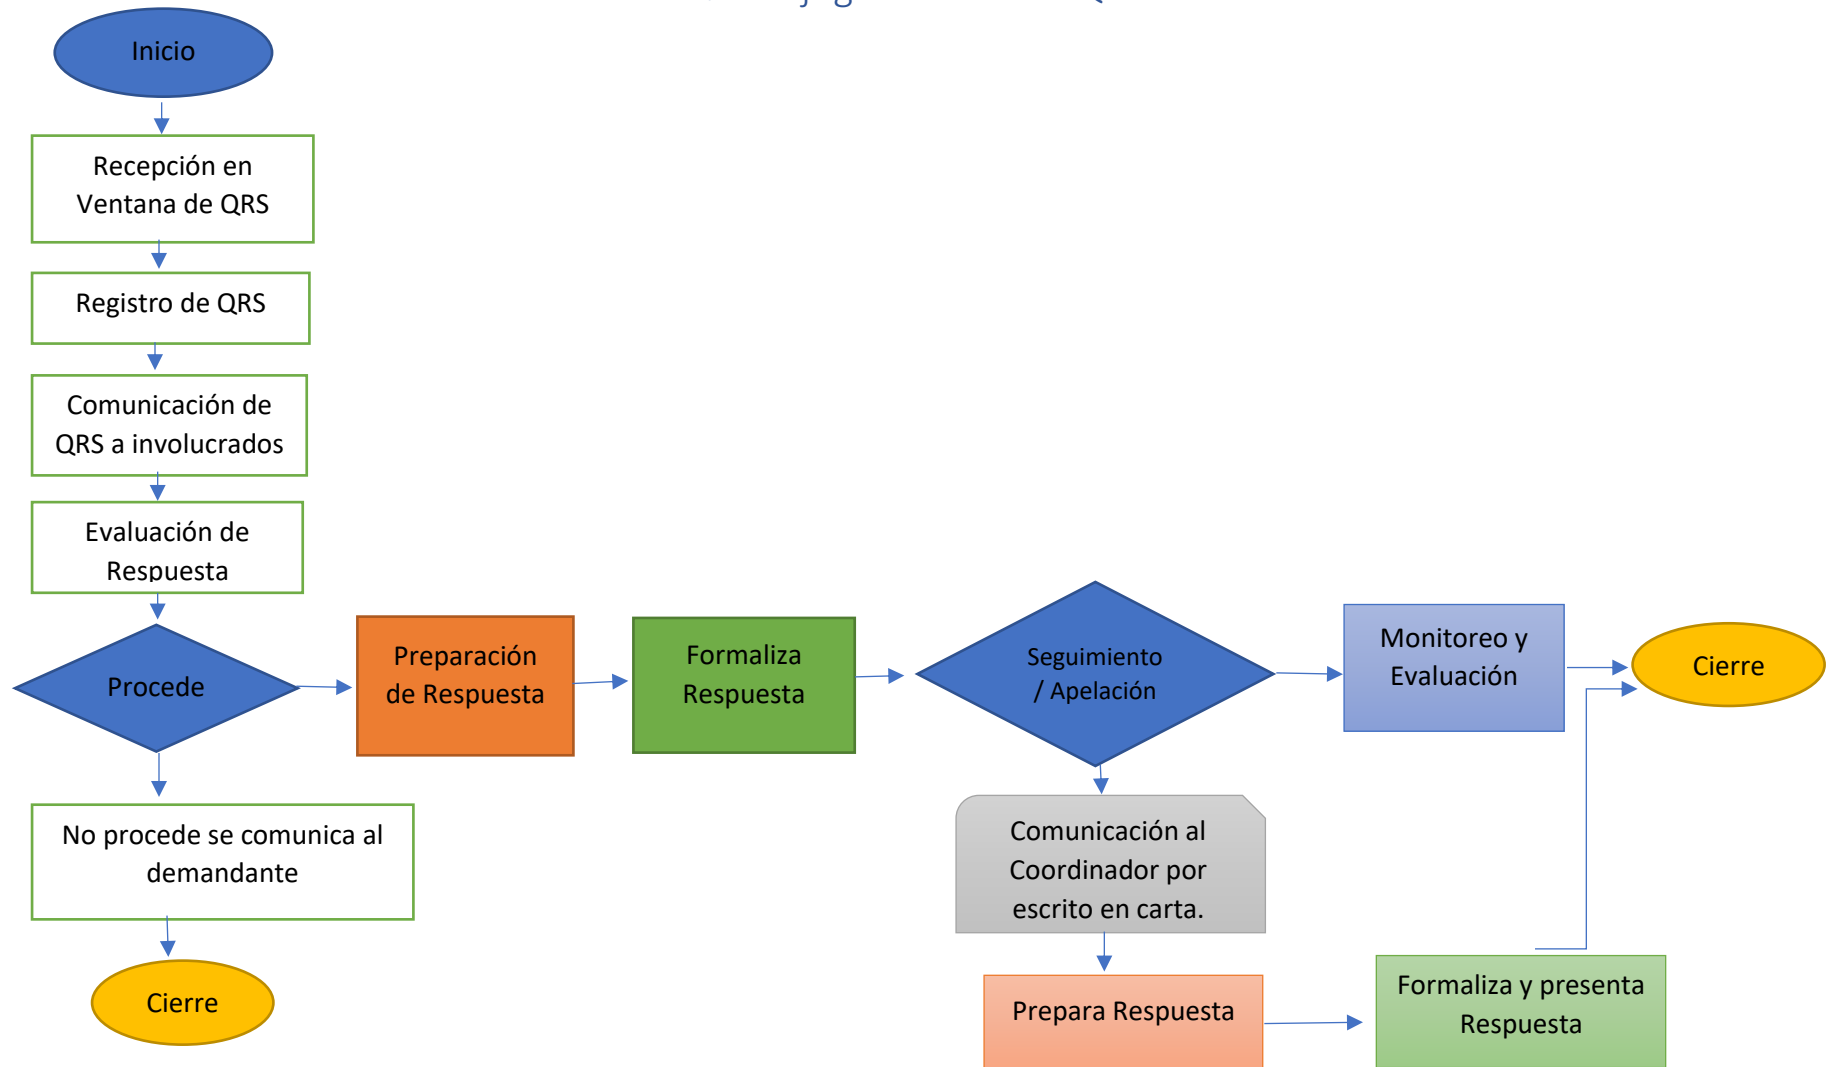 Inicio
Recepción en
Ventana de QRS
Registro de QRS
Comunicación de
QRS a involucrados
Evaluación de
Respuesta
Procede
Preparación
de Respuesta
Formaliza
Respuesta
Seguimiento
/ Apelación
Monitoreo y
Evaluación
Cierre
No procede se comunica al
demandante
Cierre
Comunicación al
Coordinador por
escrito en carta.
Prepara Respuesta
Formaliza y presenta
Respuesta